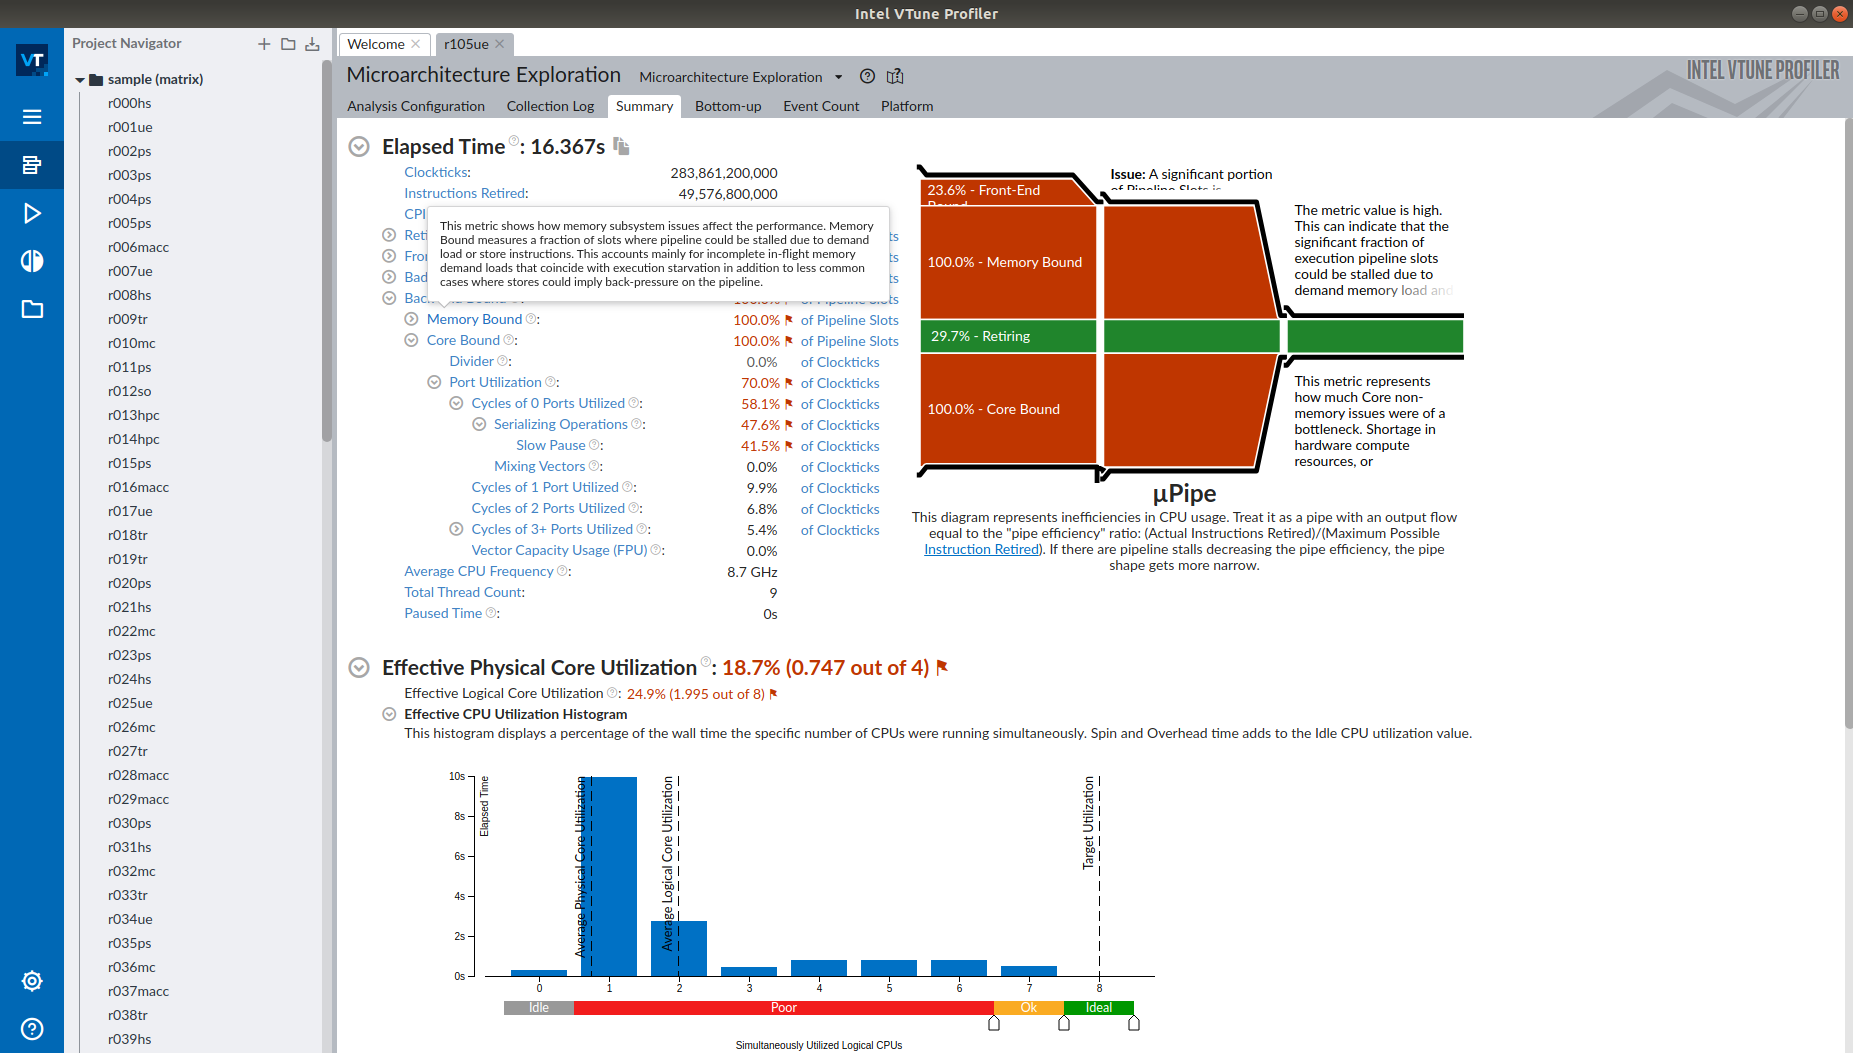 Intel VTune Profiler
VT
Project Navigator
sample (matrix)
r000hs
r001ue
r002ps
r003ps
r004ps
r005ps
r006macc
r007ue
r008hs
r009tr
r010mc
r011ps
r012so
r013hpc
r014hpc
r015ps
r016macc
r017ue
r018tr
r019tr
r020ps
r021hs
r022mc
r023ps
r024hs
r025ue
r026mc
r027tr
r028macc
r029macc
r030ps
r031hs
r032mc
r033tr
r034ue
r035ps
r036mc
r037macc
r038tr
r039hs
Welcome
r105ue
Microarchitecture Exploration Microarchitecture Exploration
INTEL VTUNE PROFILER
Analysis Configuration Collection Log Summary Bottom-up Event Count Platform
Elapsed Time: 16.367s
Clockticks: 283,861,200,000
Instructions Retired: 49,576,800,000
CPI
This metric shows how memory subsystem issues affect the performance. Memory
Bound measures a fraction of slots where pipeline could be stalled due to demand
load or store instructions. This accounts mainly for incomplete in-flight memory
demand loads that coincide with execution starvation in addition to less common
cases where stores could imply back-pressure on the pipeline.
Memory Bound: 100.0% of Pipeline Slots
Core Bound: 100.0% of Pipeline Slots
Divider: 0.0% of Clockticks
Port Utilization: 70.0% of Clockticks
Cycles of 0 Ports Utilized: 58.1% of Clockticks
Serializing Operations: 47.6% of Clockticks
Slow Pause: 41.5% of Clockticks
Mixing Vectors: 0.0% of Clockticks
Cycles of 1 Port Utilized: 9.9% of Clockticks
Cycles of 2 Ports Utilized: 6.8% of Clockticks
Cycles of 3+ Ports Utilized: 5.4% of Clockticks
Vector Capacity Usage (FPU): 0.0%
Average CPU Frequency: 8.7 GHz
Total Thread Count: 9
Paused Time: 0s
23.6% - Front-End
Bound
100.0% - Memory Bound
29.7% - Retiring
100.0% - Core Bound
Issue: A significant portion
of Pipeline Slots is
The metric value is high.
This can indicate that the
significant fraction of
execution pipeline slots
could be stalled due to
demand memory load and
This metric represents
how much Core non-
memory issues were of a
bottleneck. Shortage in
hardware compute
resources, or
µPipe
This diagram represents inefficiencies in CPU usage. Treat it as a pipe with an output flow
equal to the "pipe efficiency" ratio: (Actual Instructions Retired)/(Maximum Possible
Instruction Retired). If there are pipeline stalls decreasing the pipe efficiency, the pipe
shape gets more narrow.
Effective Physical Core Utilization: 18.7% (0.747 out of 4)
Effective Logical Core Utilization: 24.9% (1.995 out of 8)
Effective CPU Utilization Histogram
This histogram displays a percentage of the wall time the specific number of CPUs were running simultaneously. Spin and Overhead time adds to the Idle CPU utilization value.
10s
8s
6s
4s
2s
0s
Elapsed Time
Average Physical Core Utilization
Average Logical Core Utilization
Target Utilization
0 1 2 3 4 5 6 7 8
Idle Poor Ok Ideal
Simultaneously Utilized Logical CPUs